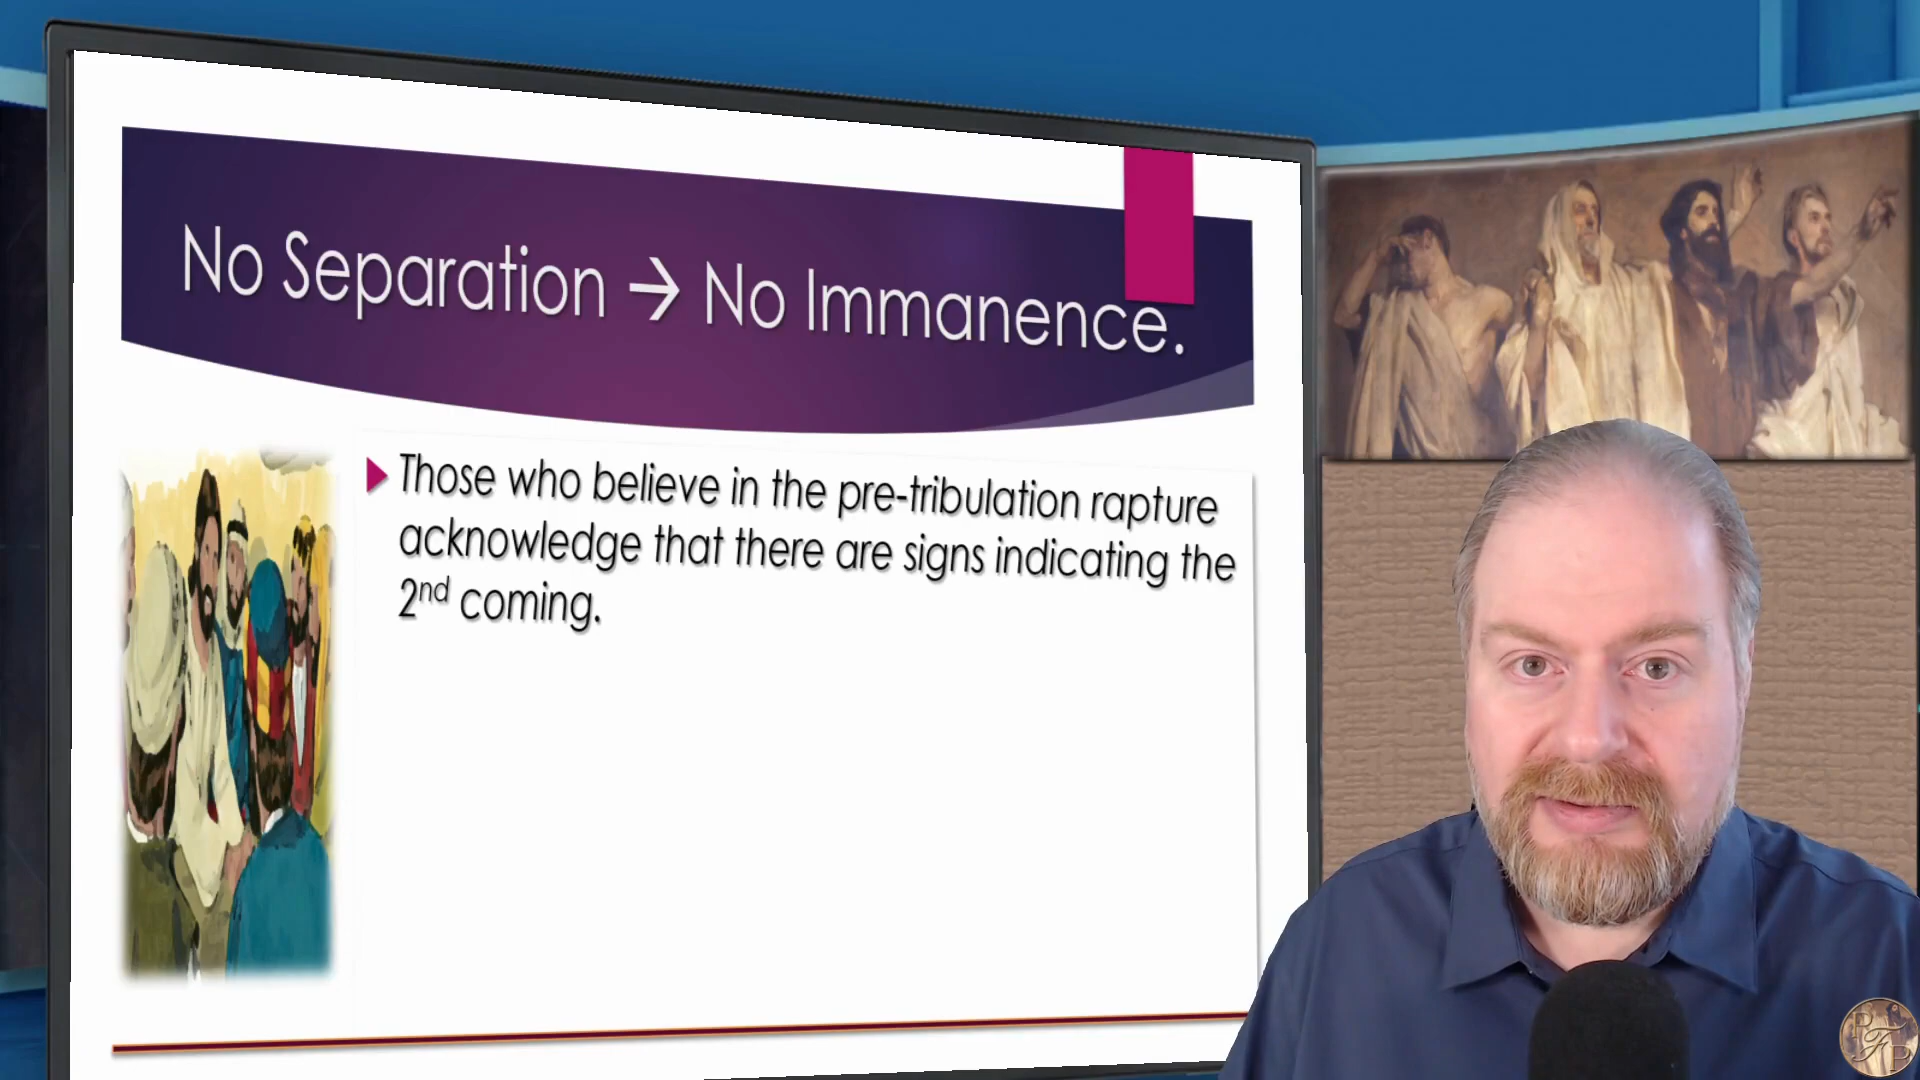 No Separation → No Immanence.
Those who believe in the pre-tribulation rapture
acknowledge that there are signs indicating the
2nd coming.
PFP